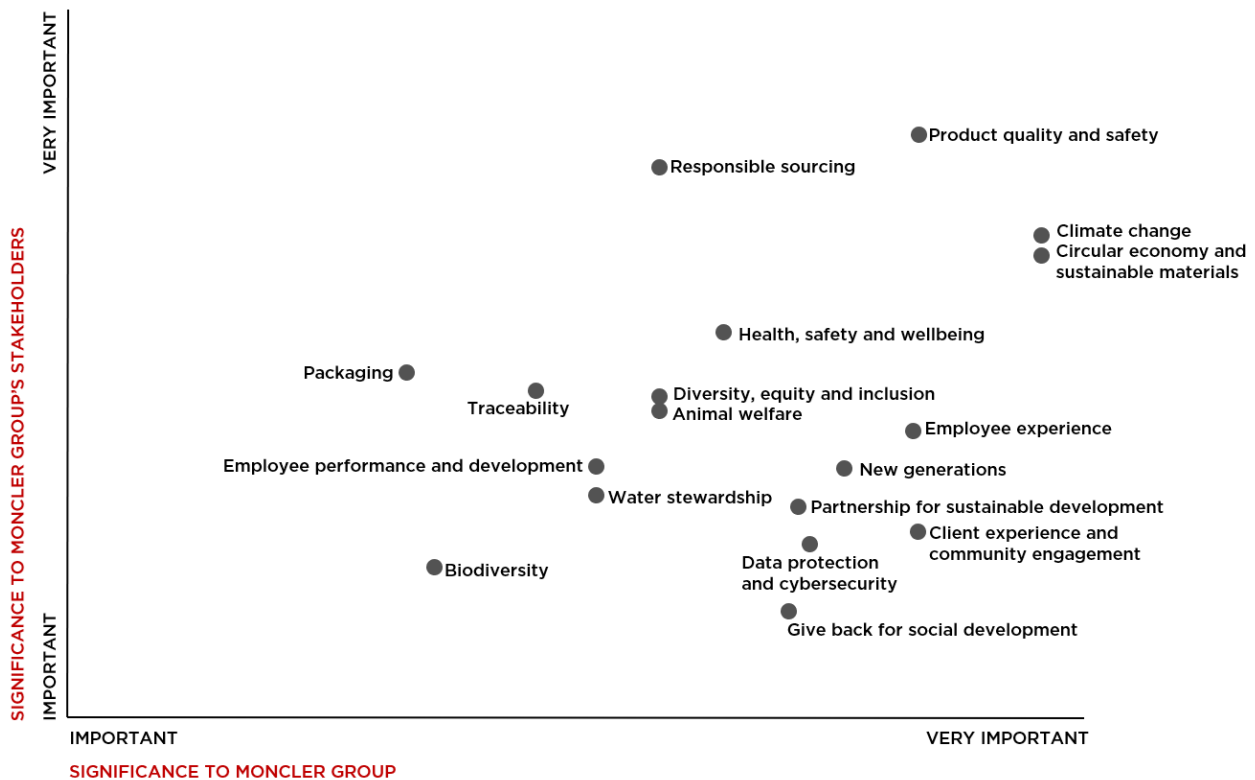 VERY IMPORTANT
SIGNIFICANCE TO MONCLER GROUP'S STAKEHOLDERS
IMPORTANT
Product quality and safety
Responsible sourcing
Climate change
Circular economy and
sustainable materials
Health, safety and wellbeing
Packaging
Traceability
Diversity, equity and inclusion
Animal welfare
Employee experience
Employee performance and development
New generations
Water stewardship
Partnership for sustainable development
Client experience and
community engagement
Data protection
and cybersecurity
Biodiversity
Give back for social development
IMPORTANT
VERY IMPORTANT
SIGNIFICANCE TO MONCLER GROUP